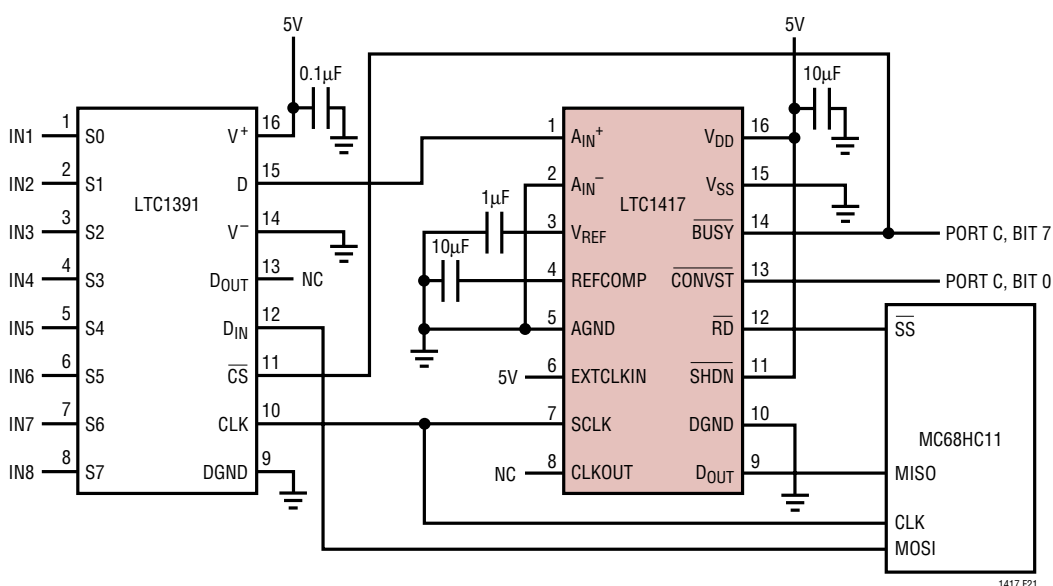 5V
5V
0.1µF
10µF
IN1 1 S0 V+ 16
IN2 2 S1 D 15
IN3 3 S2 V− 14
IN4 4 S3 DOUT 13 NC
IN5 5 S4 DIN 12
IN6 6 S5 CS 11
IN7 7 S6 CLK 10
IN8 8 S7 DGND 9
LTC1391
1µF
10µF
1 AIN+ VDD 16
2 AIN− VSS 15
LTC1417
3 VREF BUSY 14 PORT C, BIT 7
4 REFCOMP CONVST 13 PORT C, BIT 0
5 AGND RD 12
5V 6 EXTCLKIN SHDN 11
7 SCLK DGND 10
NC 8 CLKOUT DOUT 9
SS
MC68HC11
MISO
CLK
MOSI
1417 F21